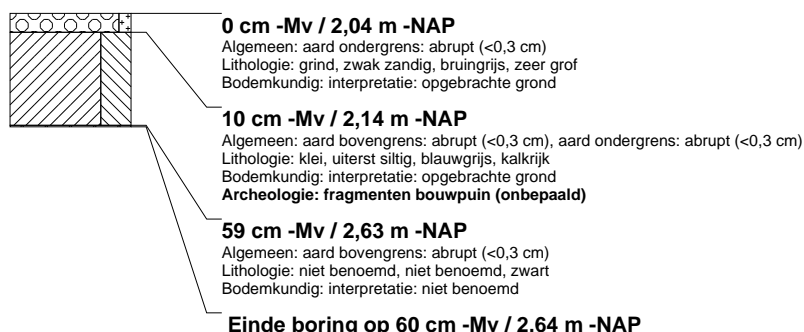 0 cm -Mv / 2,04 m -NAP
Algemeen: aard ondergrens: abrupt (<0,3 cm)
Lithologie: grind, zwak zandig, bruingrijs, zeer grof
Bodemkundig: interpretatie: opgebrachte grond
10 cm -Mv / 2,14 m -NAP
Algemeen: aard bovengrens: abrupt (<0,3 cm), aard ondergrens: abrupt (<0,3 cm)
Lithologie: klei, uiterst siltig, blauwgrijs, kalkrijk
Bodemkundig: interpretatie: opgebrachte grond
Archeologie: fragmenten bouwpuin (onbepaald)
59 cm -Mv / 2,63 m -NAP
Algemeen: aard bovengrens: abrupt (<0,3 cm)
Lithologie: niet benoemd, niet benoemd, zwart
Bodemkundig: interpretatie: niet benoemd
Einde boring op 60 cm -Mv / 2,64 m -NAP